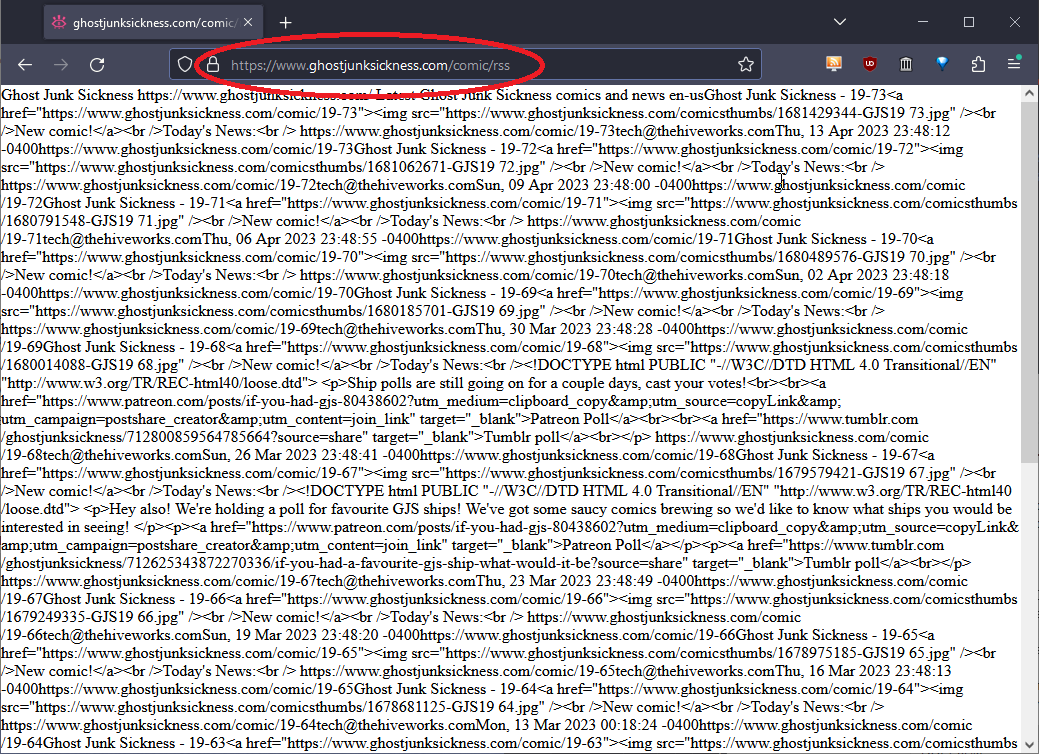 ghostjunksickness.com/comic/
https://www.ghostjunksickness.com/comic/rss
Ghost Junk Sickness https://www.ghostjunksickness.com/ Latest Ghost Junk Sickness comics and news en-usGhost Junk Sickness - 19-73<a
href="https://www.ghostjunksickness.com/comic/19-73"><img src="https://www.ghostjunksickness.com/comicsthumbs/1681429344-GJS19 73.jpg" /><br
/>New comic!</a><br />Today's News:<br /> https://www.ghostjunksickness.com/comic/19-73tech@thehiveworks.comThu, 13 Apr 2023 23:48:12
-0400https://www.ghostjunksickness.com/comic/19-73Ghost Junk Sickness - 19-72<a href="https://www.ghostjunksickness.com/comic/19-72"><img
src="https://www.ghostjunksickness.com/comicsthumbs/1681062671-GJS19 72.jpg" /><br />New comic!</a><br />Today's News:<br />
https://www.ghostjunksickness.com/comic/19-72tech@thehiveworks.comSun, 09 Apr 2023 23:48:00 -0400https://www.ghostjunksickness.com/comic
/19-72Ghost Junk Sickness - 19-71<a href="https://www.ghostjunksickness.com/comic/19-71"><img src="https://www.ghostjunksickness.com/comicsthumbs
/1680791548-GJS19 71.jpg" /><br />New comic!</a><br />Today's News:<br /> https://www.ghostjunksickness.com/comic
/19-71tech@thehiveworks.comThu, 06 Apr 2023 23:48:55 -0400https://www.ghostjunksickness.com/comic/19-71Ghost Junk Sickness - 19-70<a
href="https://www.ghostjunksickness.com/comic/19-70"><img src="https://www.ghostjunksickness.com/comicsthumbs/1680489576-GJS19 70.jpg" /><br
/>New comic!</a><br />Today's News:<br /> https://www.ghostjunksickness.com/comic/19-70tech@thehiveworks.comSun, 02 Apr 2023 23:48:18
-0400https://www.ghostjunksickness.com/comic/19-70Ghost Junk Sickness - 19-69<a href="https://www.ghostjunksickness.com/comic/19-69"><img
src="https://www.ghostjunksickness.com/comicsthumbs/1680185701-GJS19 69.jpg" /><br />New comic!</a><br />Today's News:<br />
https://www.ghostjunksickness.com/comic/19-69tech@thehiveworks.comThu, 30 Mar 2023 23:48:28 -0400https://www.ghostjunksickness.com/comic
/19-69Ghost Junk Sickness - 19-68<a href="https://www.ghostjunksickness.com/comic/19-68"><img src="https://www.ghostjunksickness.com/comicsthumbs
/1680014088-GJS19 68.jpg" /><br />New comic!</a><br />Today's News:<br /><!DOCTYPE html PUBLIC "-//W3C//DTD HTML 4.0 Transitional//EN"
"http://www.w3.org/TR/REC-html40/loose.dtd"> <p>Ship polls are still going on for a couple days, cast your votes!<br><br><a
href="https://www.patreon.com/posts/if-you-had-gjs-80438602?utm_medium=clipboard_copy&amp;utm_source=copyLink&amp;
utm_campaign=postshare_creator&amp;utm_content=join_link" target="_blank">Patreon Poll</a><br><br><a href="https://www.tumblr.com
/ghostjunksickness/712800859564785664?source=share" target="_blank">Tumblr poll</a><br></p> https://www.ghostjunksickness.com/comic
/19-68tech@thehiveworks.comSun, 26 Mar 2023 23:48:41 -0400https://www.ghostjunksickness.com/comic/19-68Ghost Junk Sickness - 19-67<a
href="https://www.ghostjunksickness.com/comic/19-67"><img src="https://www.ghostjunksickness.com/comicsthumbs/1679579421-GJS19 67.jpg" /><br
/>New comic!</a><br />Today's News:<br /><!DOCTYPE html PUBLIC "-//W3C//DTD HTML 4.0 Transitional//EN" "http://www.w3.org/TR/REC-html40
/loose.dtd"> <p>Hey also! We're holding a poll for favourite GJS ships! We've got some saucy comics brewing so we'd like to know what ships you would be
interested in seeing! </p><p><a href="https://www.patreon.com/posts/if-you-had-gjs-80438602?utm_medium=clipboard_copy&amp;utm_source=copyLink&
amp;utm_campaign=postshare_creator&amp;utm_content=join_link" target="_blank">Patreon Poll</a></p><p><a href="https://www.tumblr.com
/ghostjunksickness/712625343872270336/if-you-had-a-favourite-gjs-ship-what-would-it-be?source=share" target="_blank">Tumblr poll</a><br></p>
https://www.ghostjunksickness.com/comic/19-67tech@thehiveworks.comThu, 23 Mar 2023 23:48:49 -0400https://www.ghostjunksickness.com/comic
/19-67Ghost Junk Sickness - 19-66<a href="https://www.ghostjunksickness.com/comic/19-66"><img src="https://www.ghostjunksickness.com/comicsthumbs
/1679249335-GJS19 66.jpg" /><br />New comic!</a><br />Today's News:<br /> https://www.ghostjunksickness.com/comic
/19-66tech@thehiveworks.comSun, 19 Mar 2023 23:48:20 -0400https://www.ghostjunksickness.com/comic/19-66Ghost Junk Sickness - 19-65<a
href="https://www.ghostjunksickness.com/comic/19-65"><img src="https://www.ghostjunksickness.com/comicsthumbs/1678975185-GJS19 65.jpg" /><br
/>New comic!</a><br />Today's News:<br /> https://www.ghostjunksickness.com/comic/19-65tech@thehiveworks.comThu, 16 Mar 2023 23:48:13
-0400https://www.ghostjunksickness.com/comic/19-65Ghost Junk Sickness - 19-64<a href="https://www.ghostjunksickness.com/comic/19-64"><img
src="https://www.ghostjunksickness.com/comicsthumbs/1678681125-GJS19 64.jpg" /><br />New comic!</a><br />Today's News:<br />
https://www.ghostjunksickness.com/comic/19-64tech@thehiveworks.comMon, 13 Mar 2023 00:18:24 -0400https://www.ghostjunksickness.com/comic
/19-64Ghost Junk Sickness - 19-63<a href="https://www.ghostjunksickness.com/comic/19-63"><img src="https://www.ghostjunksickness.com/comicsthumbs